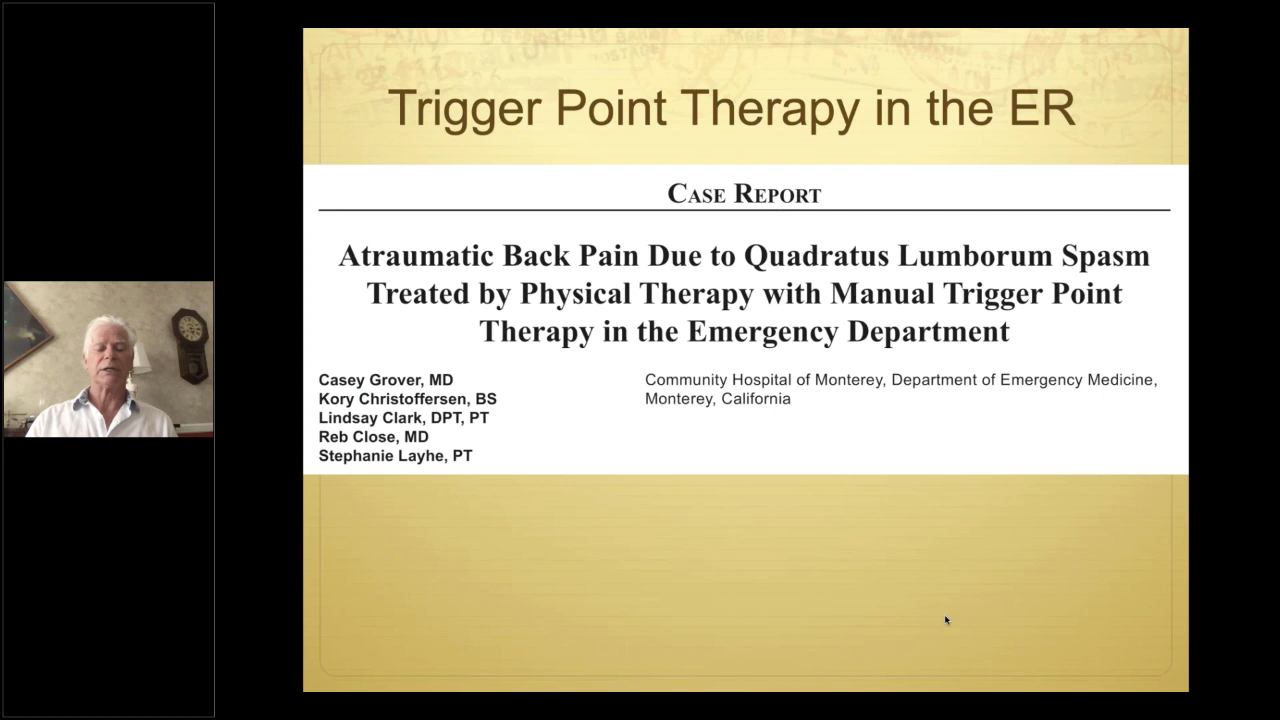 Trigger Point Therapy in the ER
CASE REPORT
Atraumatic Back Pain Due to Quadratus Lumborum Spasm
Treated by Physical Therapy with Manual Trigger Point
Therapy in the Emergency Department
Casey Grover, MD
Kory Christoffersen, BS
Lindsay Clark, DPT, PT
Reb Close, MD
Stephanie Layhe, PT
Community Hospital of Monterey, Department of Emergency Medicine,
Monterey, California